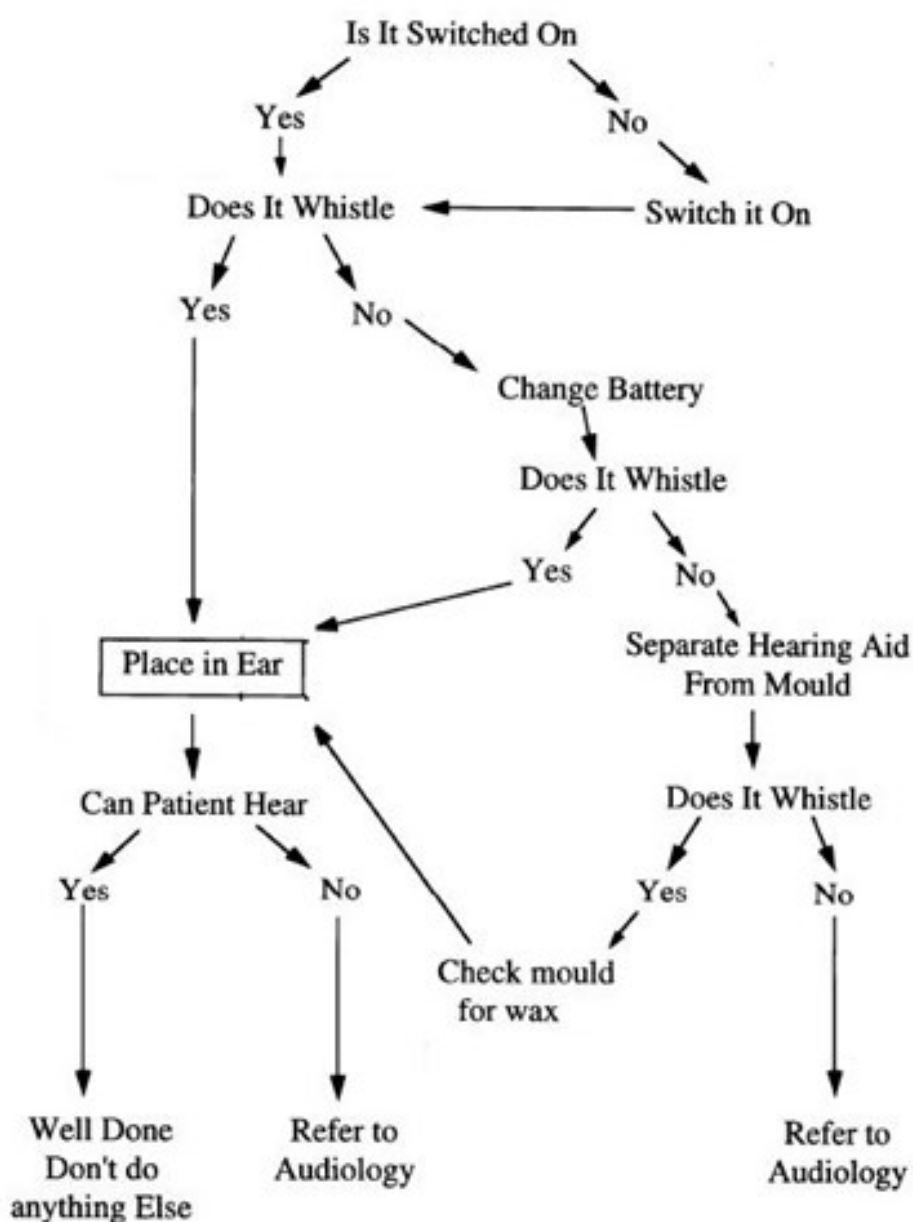 Is It Switched On
Yes
No
Does It Whistle
Switch it On
Yes
No
Change Battery
Does It Whistle
Yes
No
Place in Ear
Separate Hearing Aid
From Mould
Can Patient Hear
Does It Whistle
Yes
No
Yes
No
Check mould
for wax
Well Done
Don't do
anything Else
Refer to
Audiology
Refer to
Audiology